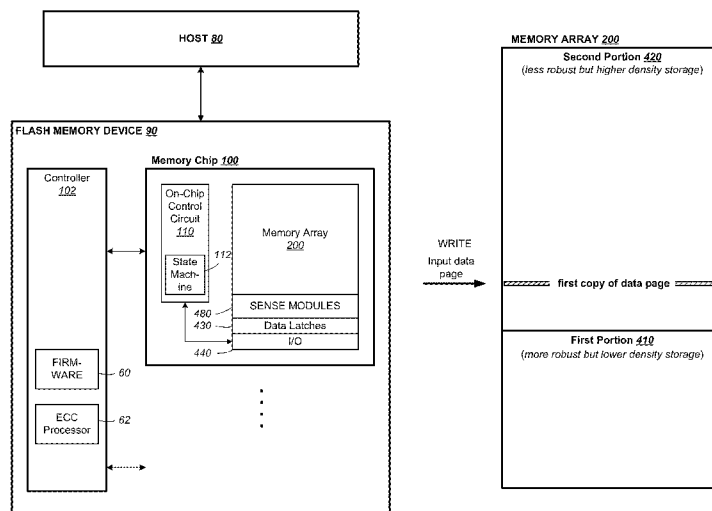 HOST 80
FLASH MEMORY DEVICE 90
Controller
102
FIRM-
WARE
60
ECC
Processor
62
Memory Chip 100
On-Chip
Control
Circuit
110
State
Mach-
ine
112
Memory Array
200
480
SENSE MODULES
430
Data Latches
440
I/O
WRITE
Input data
page
MEMORY ARRAY 200
Second Portion 420
(less robust but higher density storage)
first copy of data page
First Portion 410
(more robust but lower density storage)